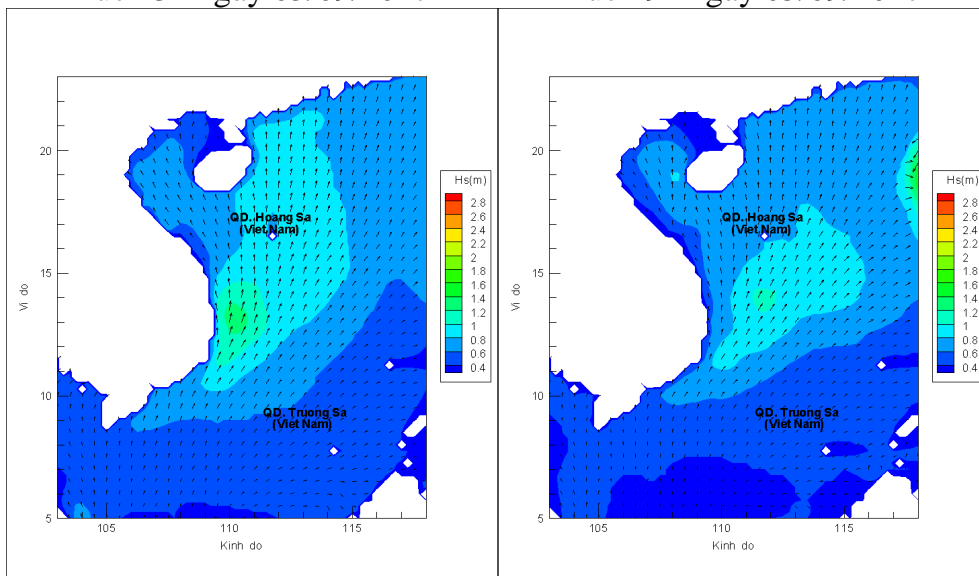 20
15
10
5
105
110
115
Kinh do
Vi do
QD. Hoang Sa
(Viet Nam)
QD. Truong Sa
(Viet Nam)
Hs(m)
2.8
2.6
2.4
2.2
2
1.8
1.6
1.4
1.2
1
0.8
0.6
0.4
20
15
10
5
105
110
115
Kinh do
Vi do
QD. Hoang Sa
(Viet Nam)
QD. Truong Sa
(Viet Nam)
Hs(m)
2.8
2.6
2.4
2.2
2
1.8
1.6
1.4
1.2
1
0.8
0.6
0.4